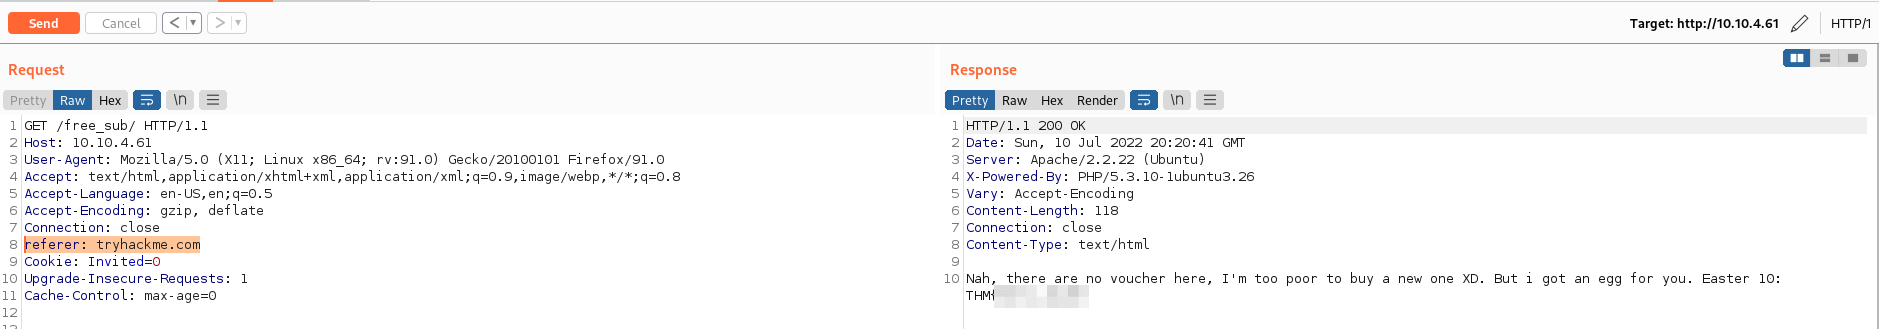 Send Cancel < > Target: http://10.10.4.61 HTTP/1
Request
Pretty Raw Hex \n
1 GET /free_sub/ HTTP/1.1
2 Host: 10.10.4.61
3 User-Agent: Mozilla/5.0 (X11; Linux x86_64; rv:91.0) Gecko/20100101 Firefox/91.0
4 Accept: text/html,application/xhtml+xml,application/xml;q=0.9,image/webp,*/*;q=0.8
5 Accept-Language: en-US,en;q=0.5
6 Accept-Encoding: gzip, deflate
7 Connection: close
8 referer: tryhackme.com
9 Cookie: Invited=0
10 Upgrade-Insecure-Requests: 1
11 Cache-Control: max-age=0
12
13
Response
Pretty Raw Hex Render \n
1 HTTP/1.1 200 OK
2 Date: Sun, 10 Jul 2022 20:20:41 GMT
3 Server: Apache/2.2.22 (Ubuntu)
4 X-Powered-By: PHP/5.3.10-1ubuntu3.26
5 Vary: Accept-Encoding
6 Content-Length: 118
7 Connection: close
8 Content-Type: text/html
9
10 Nah, there are no voucher here, I'm too poor to buy a new one XD. But i got an egg for you. Easter 10:
THM{